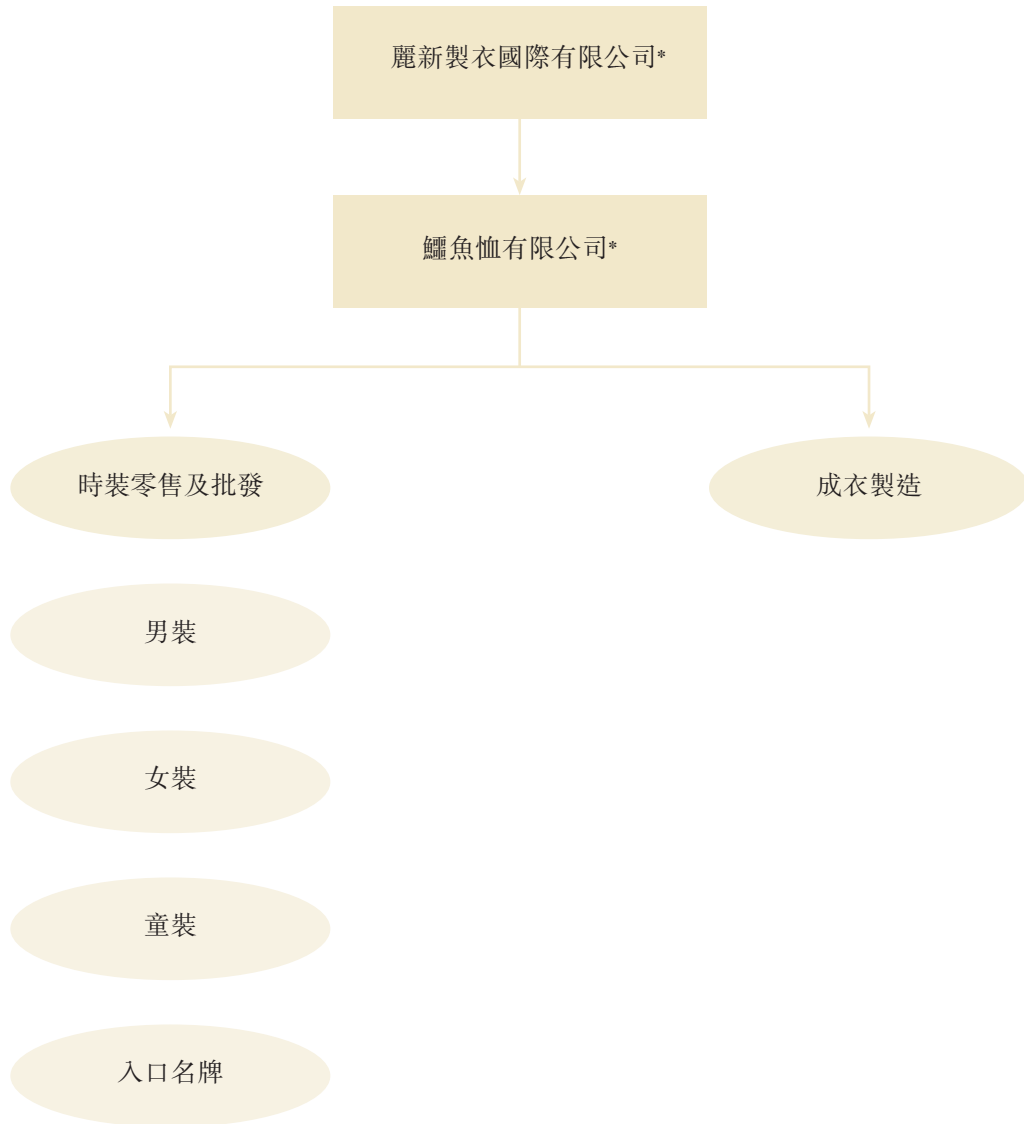 麗新製衣國際有限公司*
鱷魚恤有限公司*
時裝零售及批發
成衣製造
男裝
女裝
童裝
入口名牌